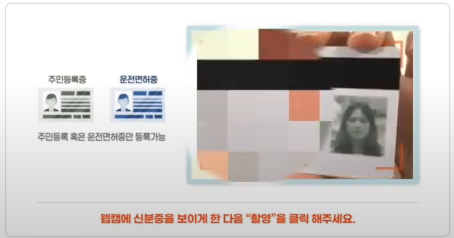 주민등록증
운전면허증
주민등록 혹은 운전면허증만 등록가능
웹캠에 신분증을 보이게 한 다음 “촬영”을 클릭 해주세요.